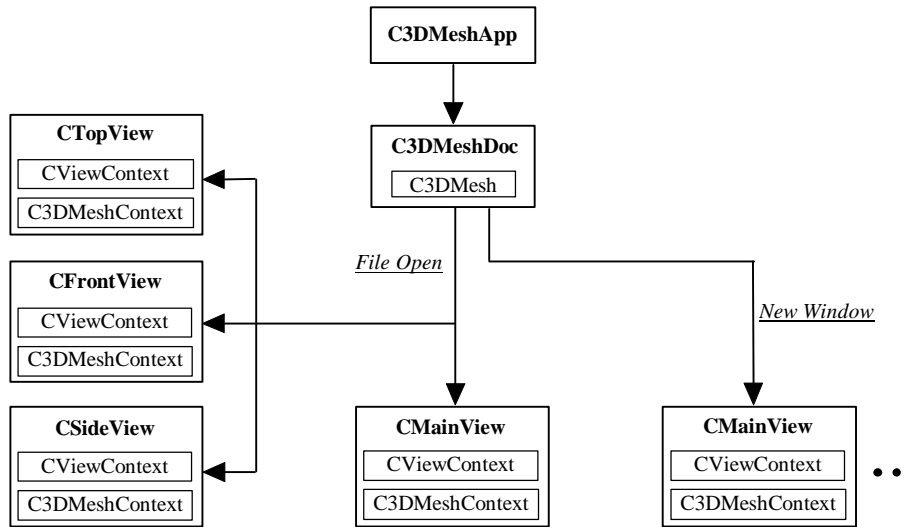 C3DMeshApp
C3DMeshDoc
C3DMesh
CTopView
CViewContext
C3DMeshContext
File Open
CFrontView
CViewContext
C3DMeshContext
New Window
CSideView
CViewContext
C3DMeshContext
CMainView
CViewContext
C3DMeshContext
CMainView
CViewContext
C3DMeshContext